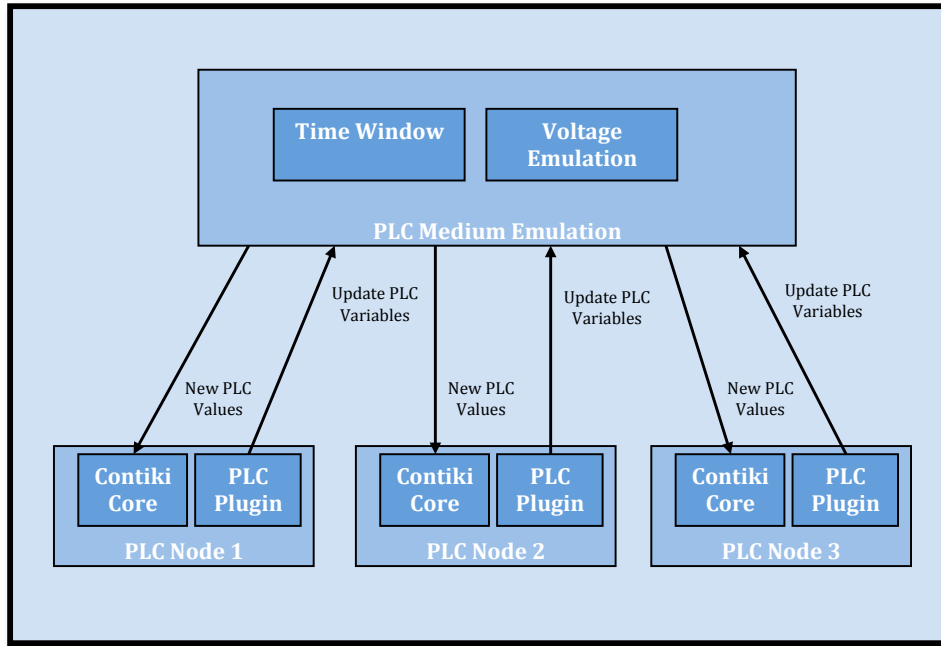 Time Window
Voltage
Emulation
PLC Medium Emulation
Update PLC
Variables
Update PLC
Variables
Update PLC
Variables
New PLC
Values
New PLC
Values
New PLC
Values
Contiki
Core
PLC
Plugin
PLC Node 1
Contiki
Core
PLC
Plugin
PLC Node 2
Contiki
Core
PLC
Plugin
PLC Node 3